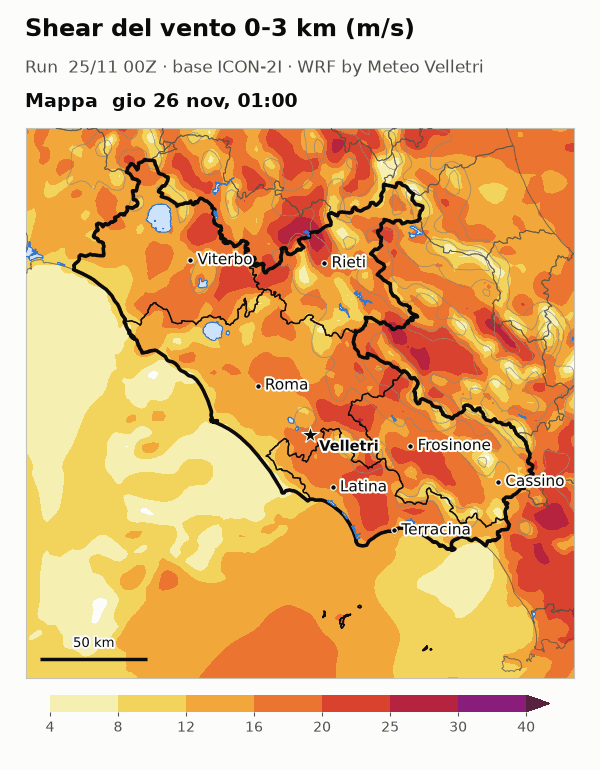 Shear del vento 0-3 km (m/s)
Run  25/11 00Z · base ICON-2I · WRF by Meteo Velletri
Mappa  gio 26 nov, 01:00
Viterbo
Rieti
Roma
Velletri
Frosinone
Latina
Cassino
Terracina
50 km
4 8 12 16 20 25 30 40